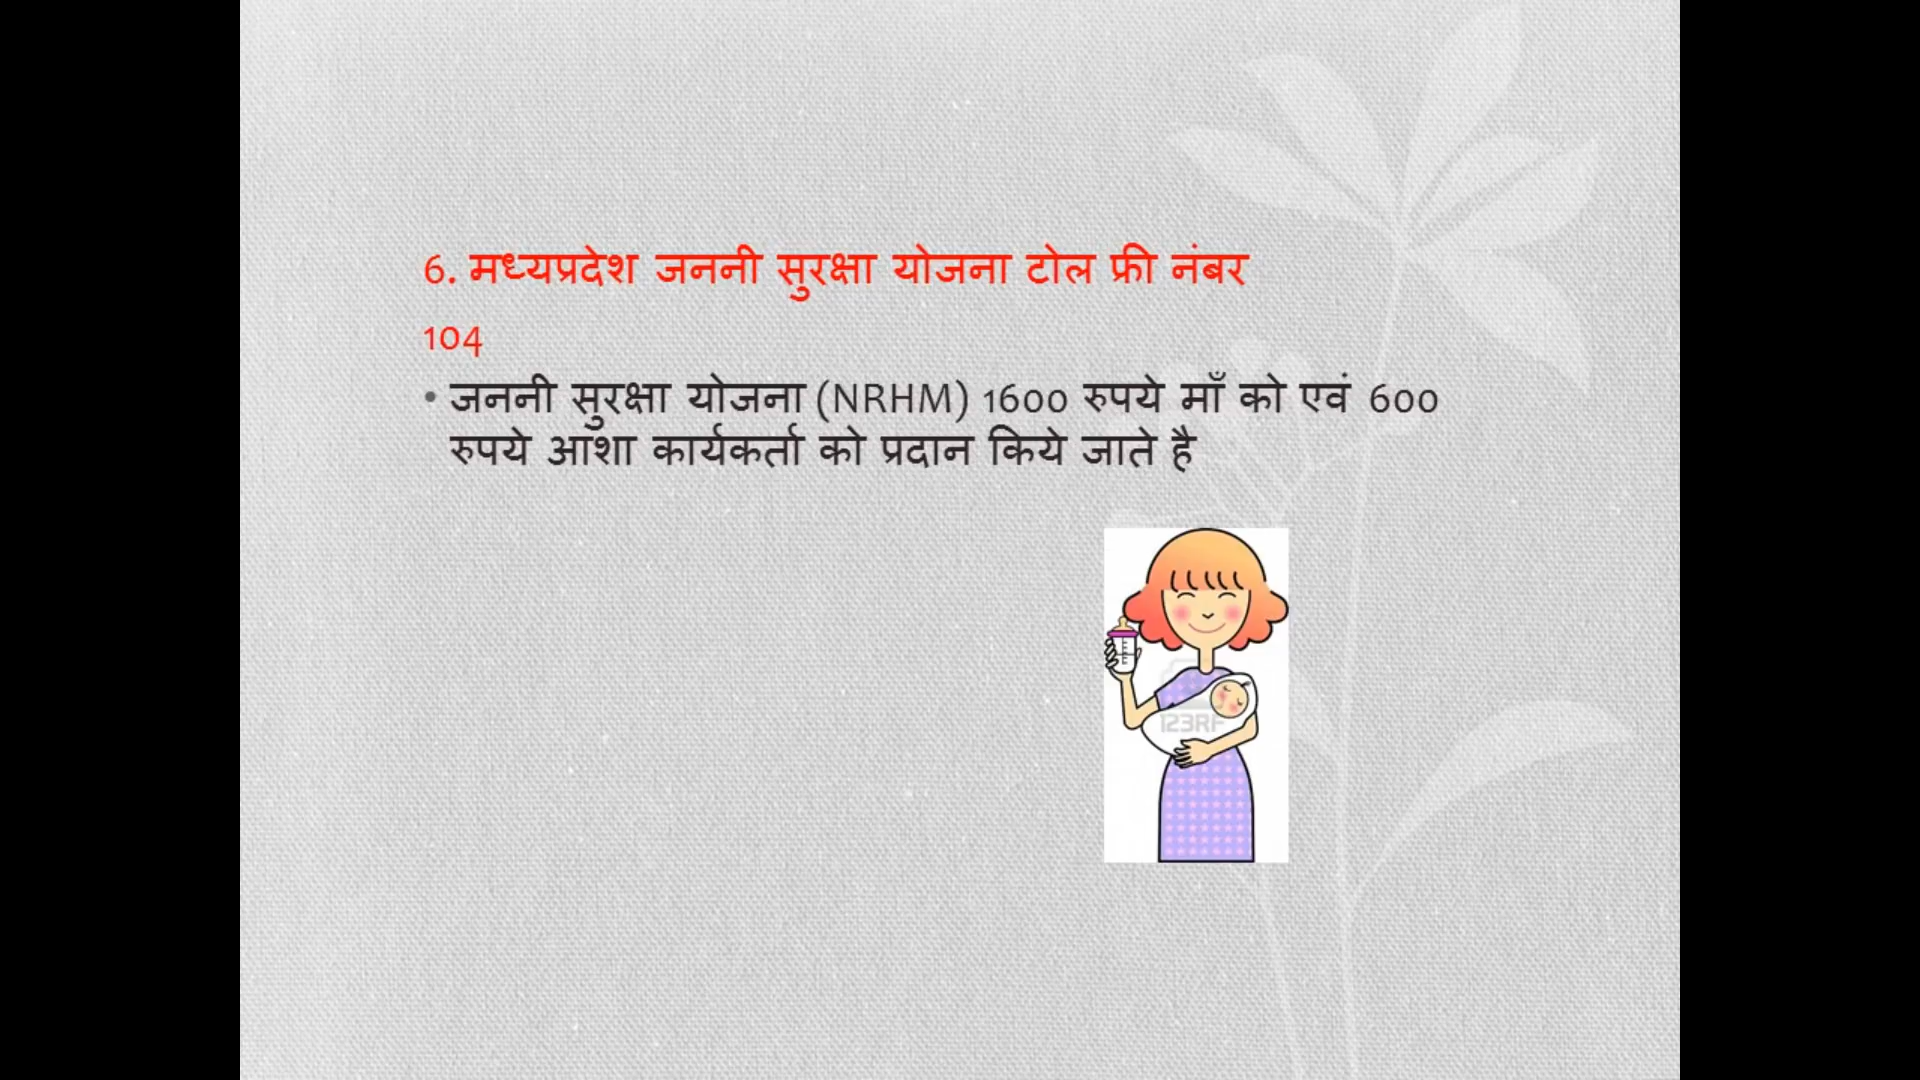 6. मध्यप्रदेश जननी सुरक्षा योजना टोल फ्री नंबर
104
• जननी सुरक्षा योजना (NRHM) 1600 रुपये माँ को एवं 600
रुपये आशा कार्यकर्ता को प्रदान किये जाते है
123RF